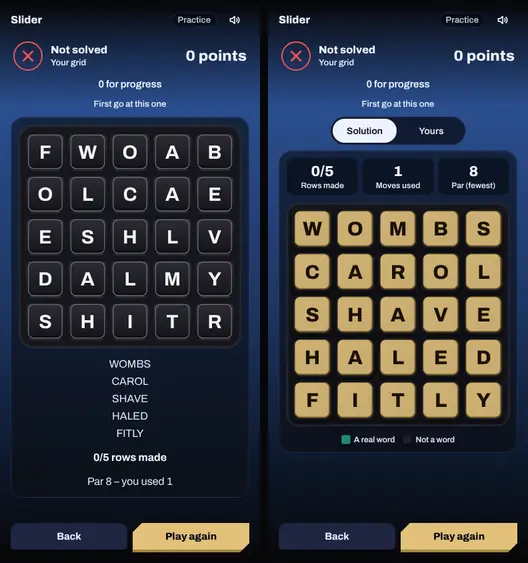 Slider
Practice
Not solved
Your grid
0 points
0 for progress
First go at this one
F W O A B
O L C A E
E S H L V
D A L M Y
S H I T R
WOMBS
CAROL
SHAVE
HALED
FITLY
0/5 rows made
Par 8 – you used 1
Back
Play again
Slider
Practice
Not solved
Your grid
0 points
0 for progress
First go at this one
Solution
Yours
0/5
Rows made
1
Moves used
8
Par (fewest)
W O M B S
C A R O L
S H A V E
H A L E D
F I T L Y
A real word
Not a word
Back
Play again